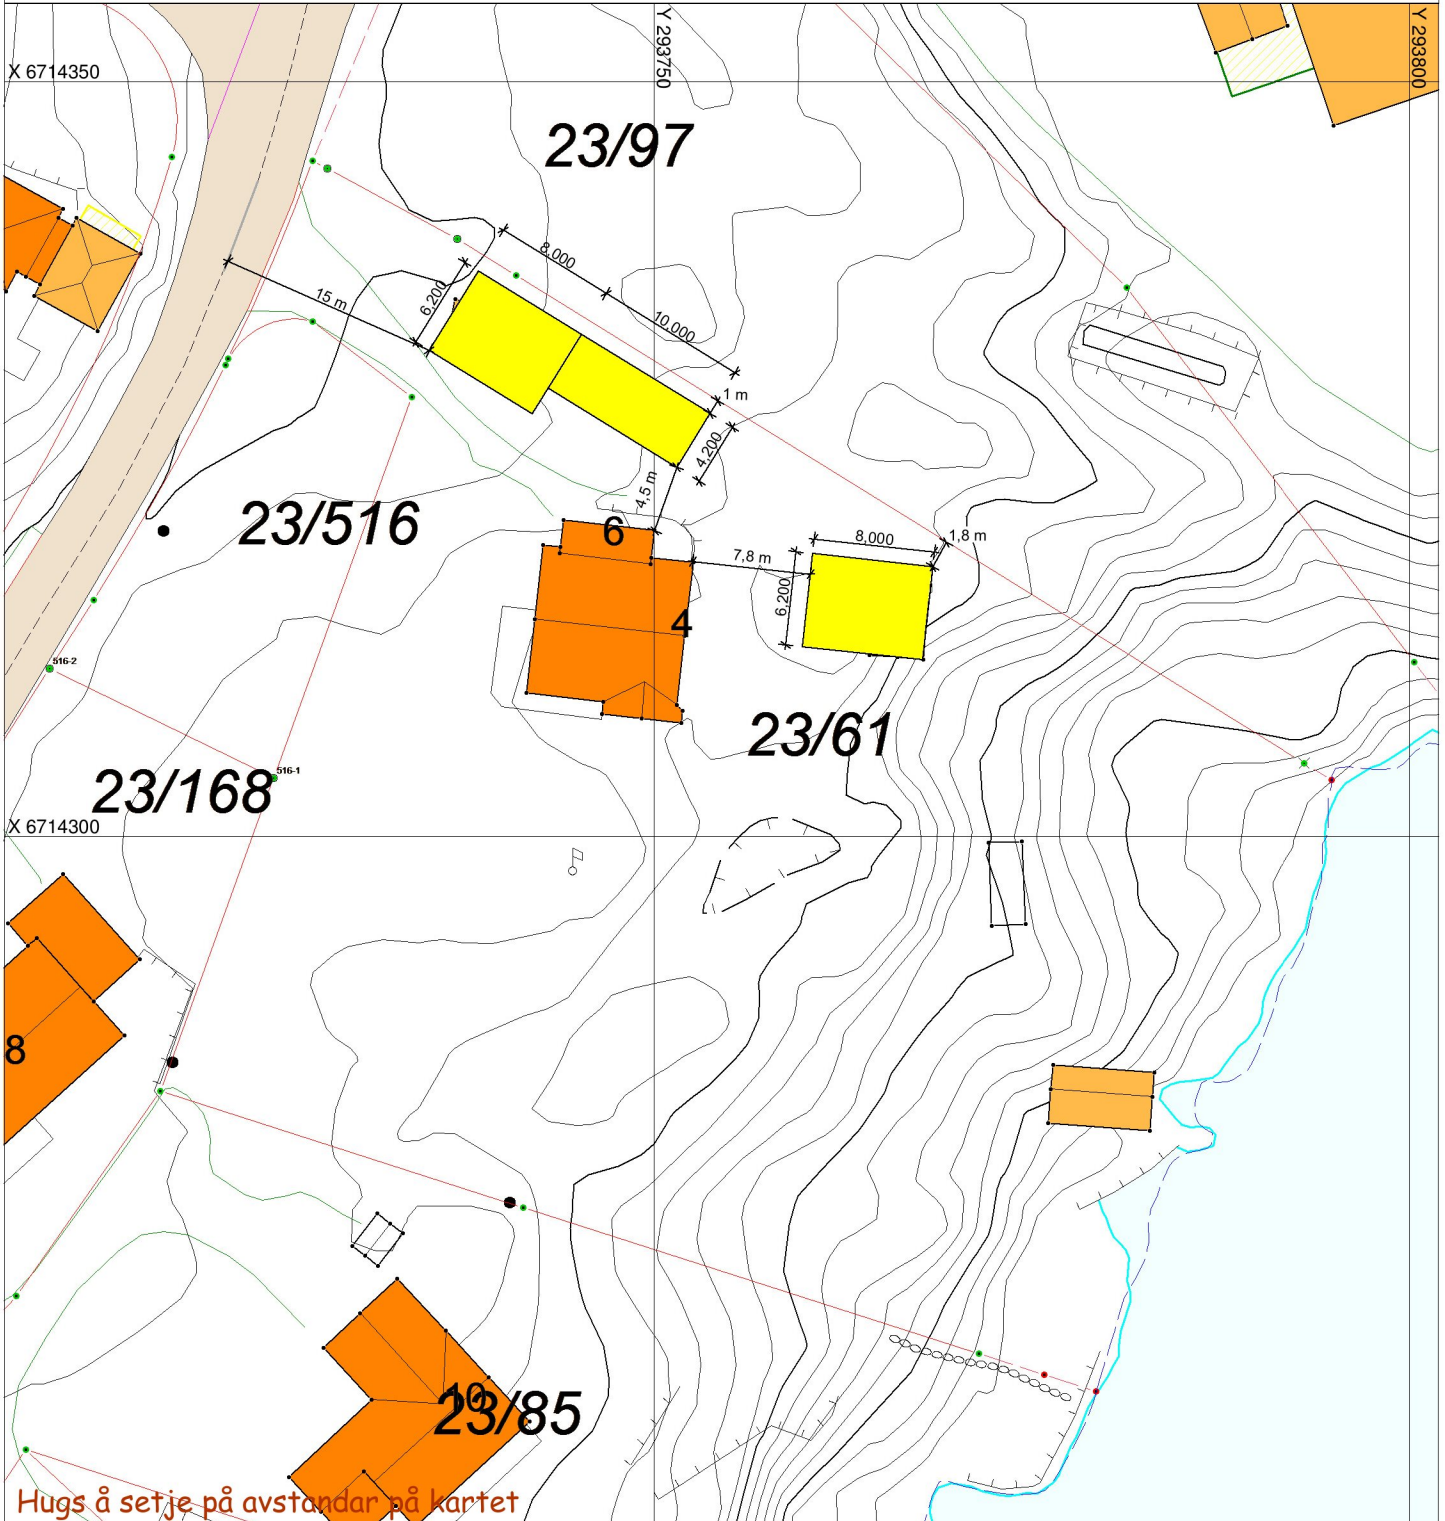 Y 293750
Y 293800
X 6714350
23/97
8,000
6,200
15 m
10,000
1 m
4,200
4,5 m
23/516
6
8,000
1,8 m
7,8 m
6,200
4
516-2
23/61
516-1
23/168
X 6714300
8
10
23/85
Hugs å setje på avstandar på kartet